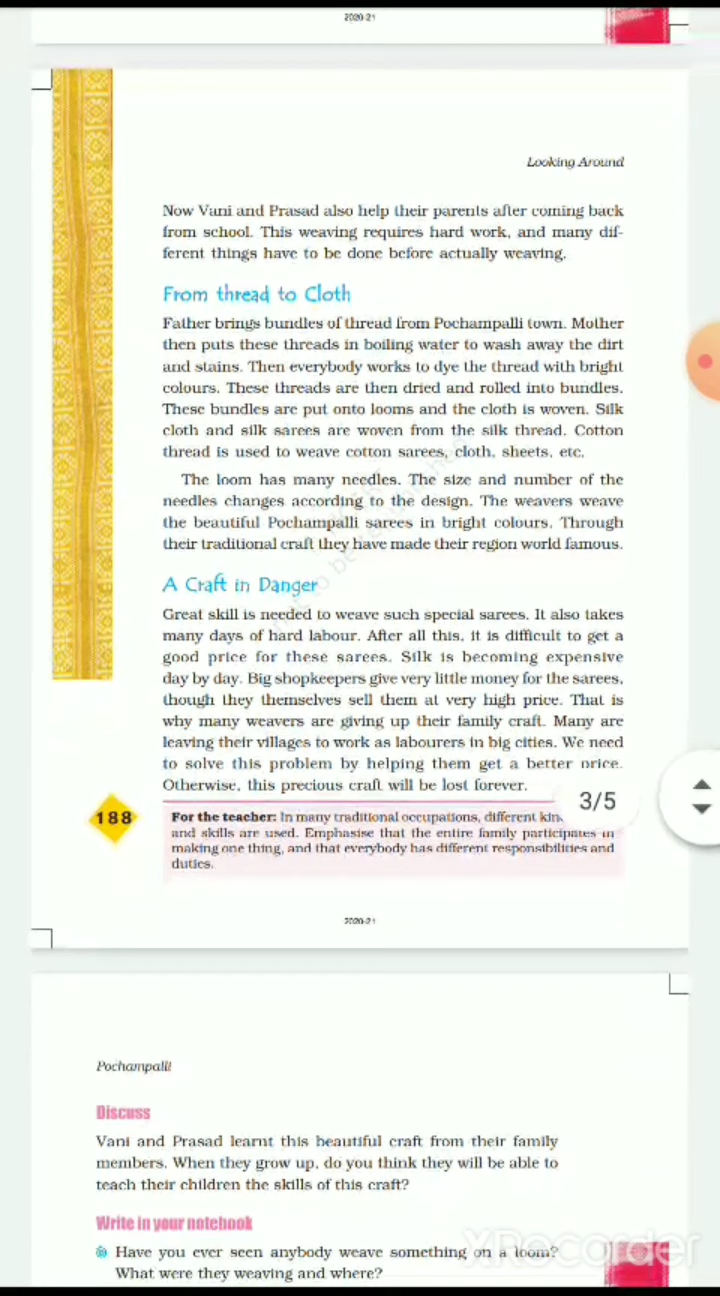 2020-21
Looking Around
Now Vani and Prasad also help their parents after coming back
from school. This weaving requires hard work, and many dif-
ferent things have to be done before actually weaving.
From thread to Cloth
Father brings bundles of thread from Pochampalli town. Mother
then puts these threads in boiling water to wash away the dirt
and stains. Then everybody works to dye the thread with bright
colours. These threads are then dried and rolled into bundles.
These bundles are put onto looms and the cloth is woven. Silk
cloth and silk sarees are woven from the silk thread. Cotton
thread is used to weave cotton sarees, cloth, sheets, etc.
The loom has many needles. The size and number of the
needles changes according to the design. The weavers weave
the beautiful Pochampalli sarees in bright colours. Through
their traditional craft they have made their region world famous.
A Craft in Danger
Great skill is needed to weave such special sarees. It also takes
many days of hard labour. After all this, it is difficult to get a
good price for these sarees. Silk is becoming expensive
day by day. Big shopkeepers give very little money for the sarees,
though they themselves sell them at very high price. That is
why many weavers are giving up their family craft. Many are
leaving their villages to work as labourers in big cities. We need
to solve this problem by helping them get a better price.
Otherwise, this precious craft will be lost forever.
3/5
188
For the teacher: In many traditional occupations, different kin
and skills are used. Emphasise that the entire family participates in
making one thing, and that everybody has different responsibilities and
duties.
2020-21
Pochampalli
Discuss
Vani and Prasad learnt this beautiful craft from their family
members. When they grow up, do you think they will be able to
teach their children the skills of this craft?
Write in your notebook
Have you ever seen anybody weave something on a loom?
What were they weaving and where?
XRecorder